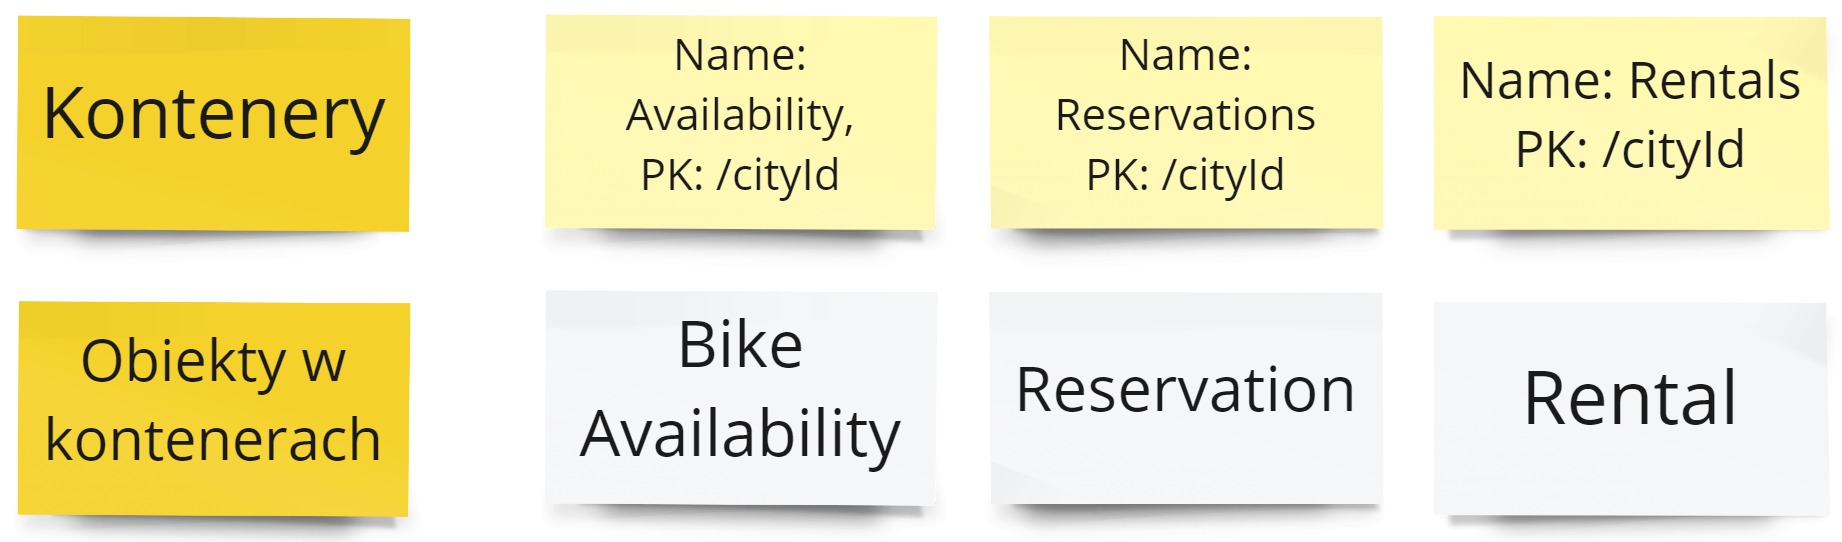 Kontenery
Name:
Availability,
PK: /cityId
Name:
Reservations
PK: /cityId
Name: Rentals
PK: /cityId
Obiekty w
kontenerach
Bike
Availability
Reservation
Rental